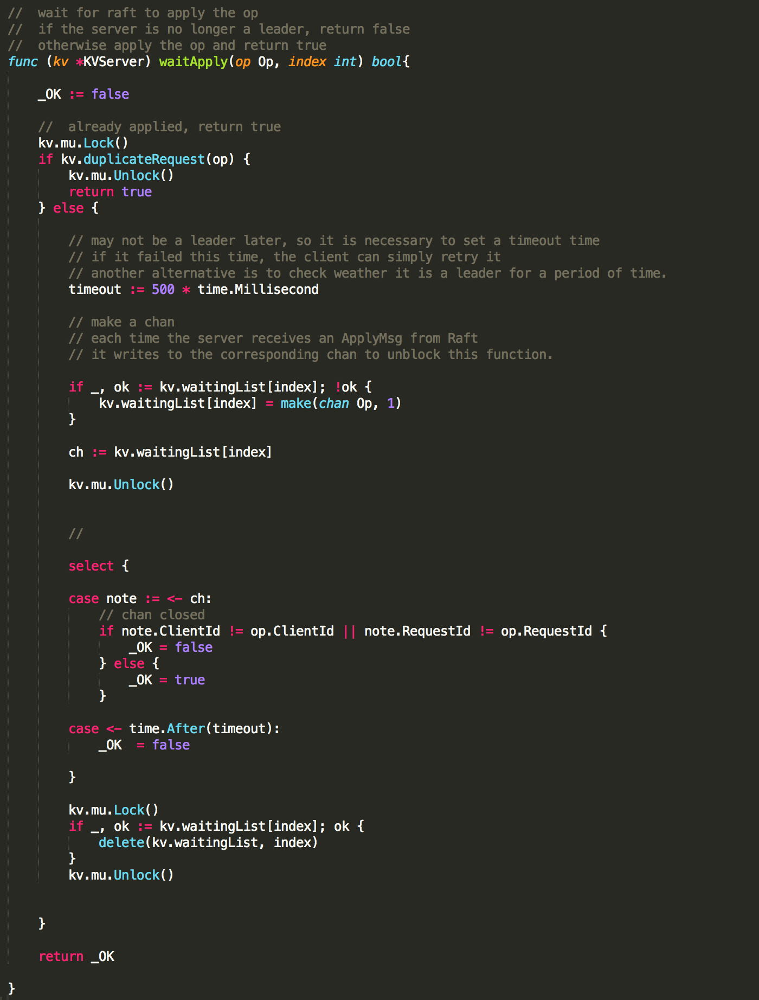 //  wait for raft to apply the op
//  if the server is no longer a leader, return false
//  otherwise apply the op and return true
func (kv *KVServer) waitApply(op Op, index int) bool{
    _OK := false
    //  already applied, return true
    kv.mu.Lock()
    if kv.duplicateRequest(op) {
        kv.mu.Unlock()
        return true
    } else {
        // may not be a leader later, so it is necessary to set a timeout time
        // if it failed this time, the client can simply retry it
        // another alternative is to check weather it is a leader for a period of time.
        timeout := 500 * time.Millisecond
        // make a chan
        // each time the server receives an ApplyMsg from Raft
        // it writes to the corresponding chan to unblock this function.
        if _, ok := kv.waitingList[index]; !ok {
            kv.waitingList[index] = make(chan Op, 1)
        }
        ch := kv.waitingList[index]
        kv.mu.Unlock()
        //
        select {
        case note := <- ch:
            // chan closed
            if note.ClientId != op.ClientId || note.RequestId != op.RequestId {
                _OK = false
            } else {
                _OK = true
            }
        case <- time.After(timeout):
            _OK  = false
        }
        kv.mu.Lock()
        if _, ok := kv.waitingList[index]; ok {
            delete(kv.waitingList, index)
        }
        kv.mu.Unlock()
    }
    return _OK
}